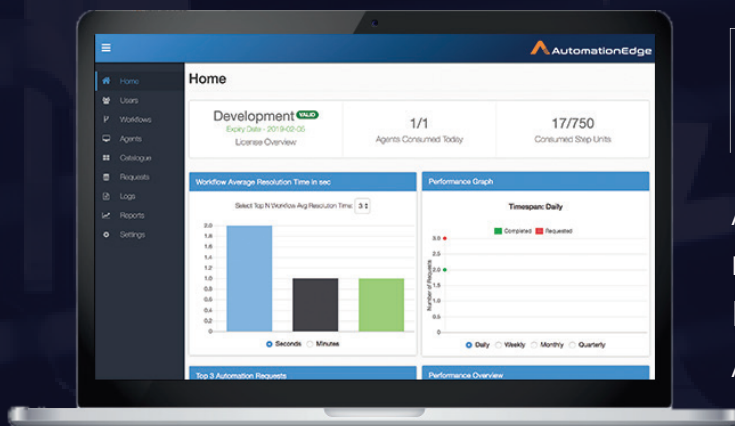 AutomationEdge
Home
Home
Users
Workflows
Agents
Catalogue
Requests
Logs
Reports
Settings
Development VALID
Expiry Date - 2019-02-05
License Overview
1/1
Agents Consumed Today
17/750
Consumed Step Units
Workflow Average Resolution Time in sec
Select Top N Workflow Avg Resolution Time: 3
2.0
1.8
1.6
1.4
1.2
1.0
0.8
0.6
0.4
0.2
0
Seconds Minutes
Performance Graph
Timespan: Daily
Completed Requested
Number of Requests
3.0
2.5
2.0
1.5
1.0
0.5
0
Daily Weekly Monthly Quarterly
Top 3 Automation Requests
Performance Overview